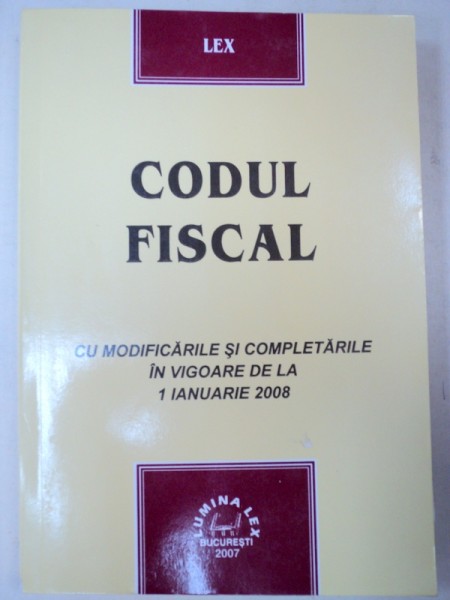 LEX
CODUL
FISCAL
CU MODIFICĂRILE ŞI COMPLETĂRILE
ÎN VIGOARE DE LA
1 IANUARIE 2008
LUMINA LEX
BUCUREŞTI
2007